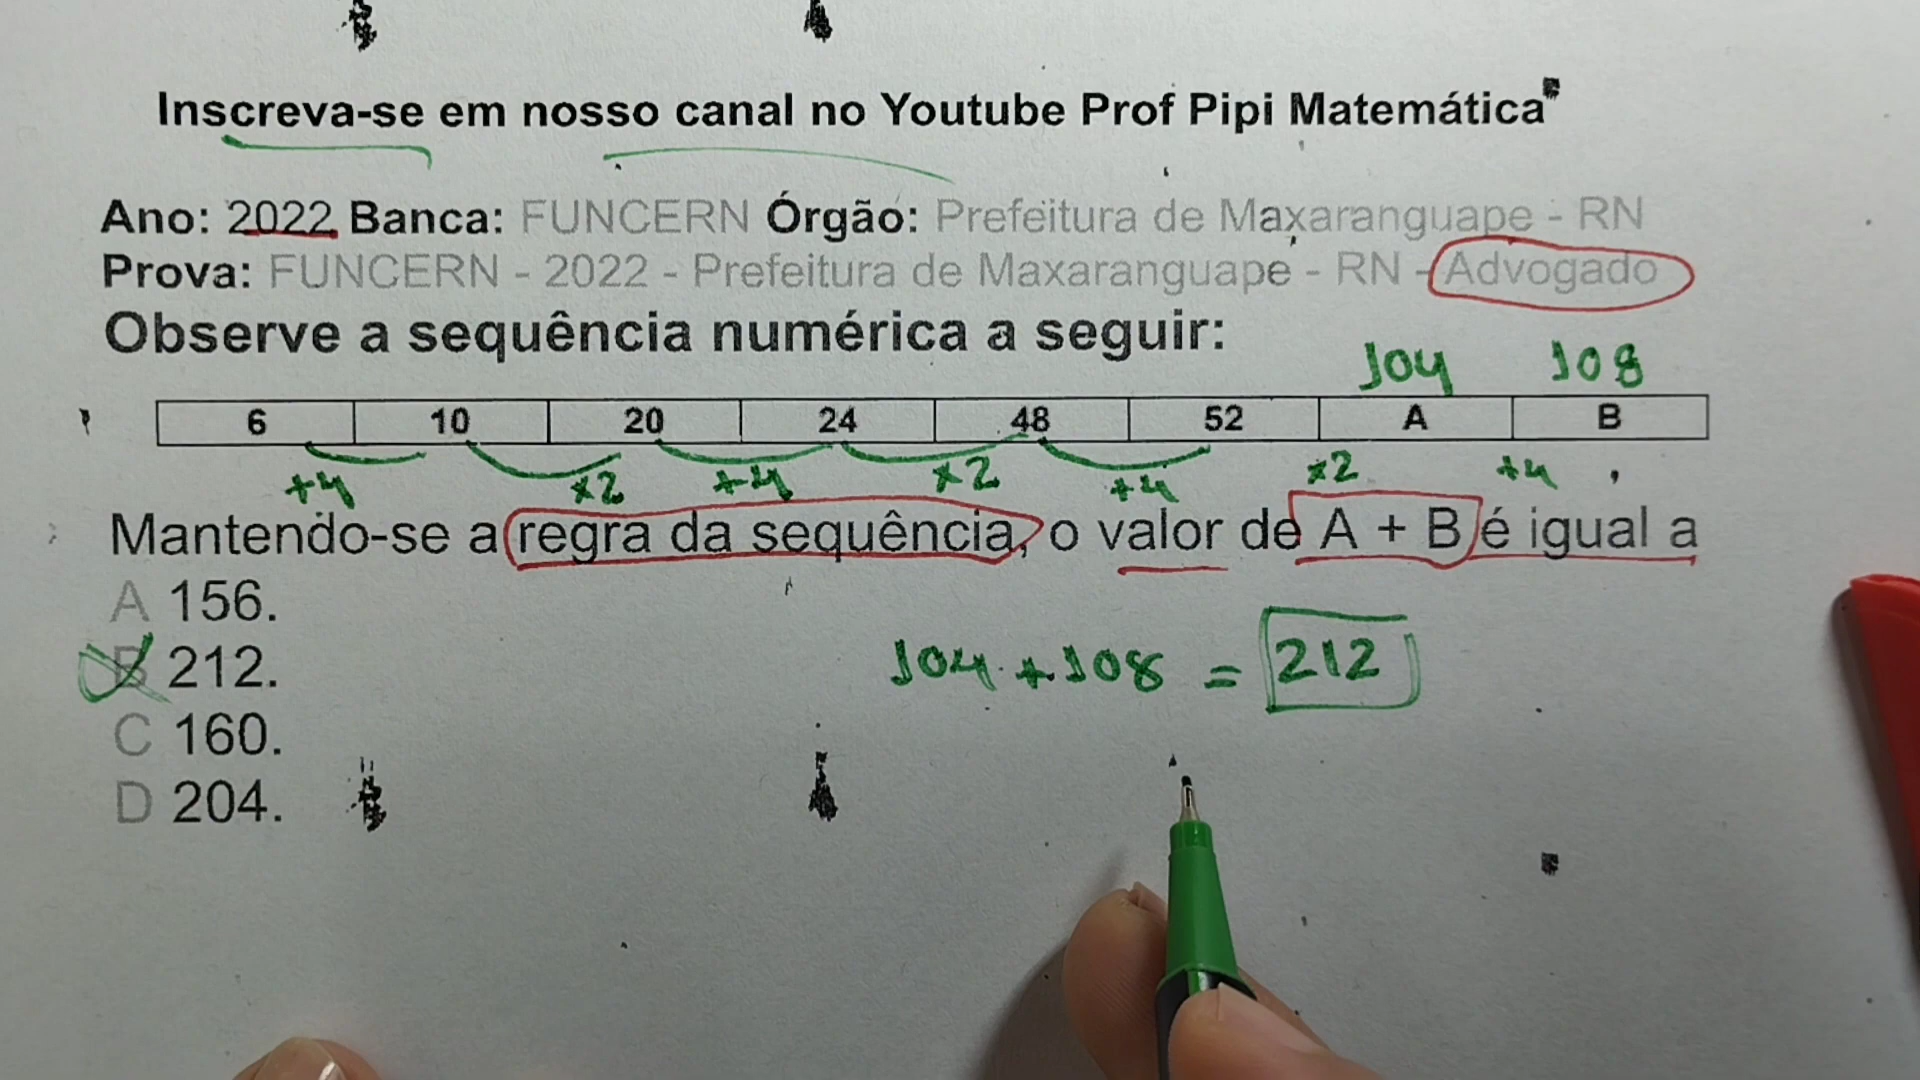 Inscreva-se em nosso canal no Youtube Prof Pipi Matemática
Ano: 2022 Banca: FUNCERN Órgão: Prefeitura de Maxaranguape - RN
Prova: FUNCERN - 2022 - Prefeitura de Maxaranguape - RN - Advogado
Observe a sequência numérica a seguir:
104 108
6 10 20 24 48 52 A B
+4 ×2 +4 ×2 +4 ×2 +4
Mantendo-se a regra da sequência, o valor de A + B é igual a
A 156.
B 212. 104 + 108 = 212
C 160.
D 204.